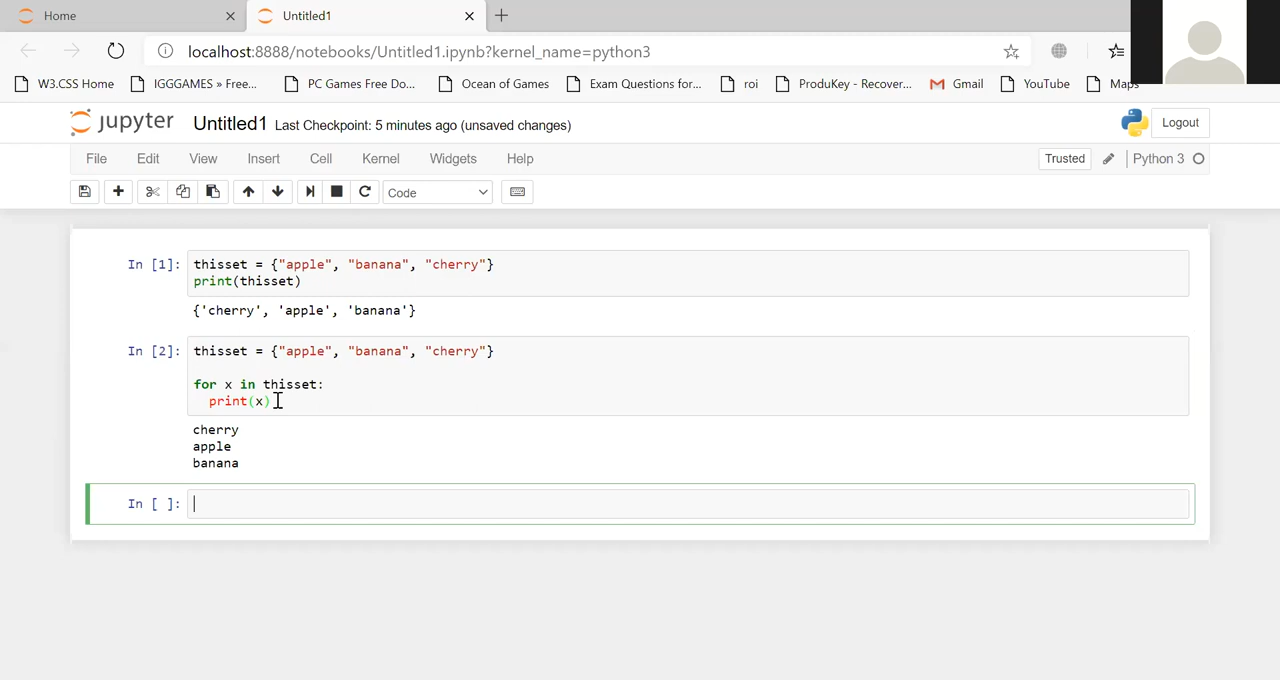 Home
Untitled1
localhost:8888/notebooks/Untitled1.ipynb?kernel_name=python3
W3.CSS Home
IGGGAMES » Free...
PC Games Free Do...
Ocean of Games
Exam Questions for...
roi
ProduKey - Recover...
Gmail
YouTube
Maps
jupyter Untitled1 Last Checkpoint: 5 minutes ago (unsaved changes)
Logout
File Edit View Insert Cell Kernel Widgets Help
Trusted
Python 3
Code
In [1]: thisset = {"apple", "banana", "cherry"}
print(thisset)
{'cherry', 'apple', 'banana'}
In [2]: thisset = {"apple", "banana", "cherry"}
for x in thisset:
print(x)
cherry
apple
banana
In [ ]: